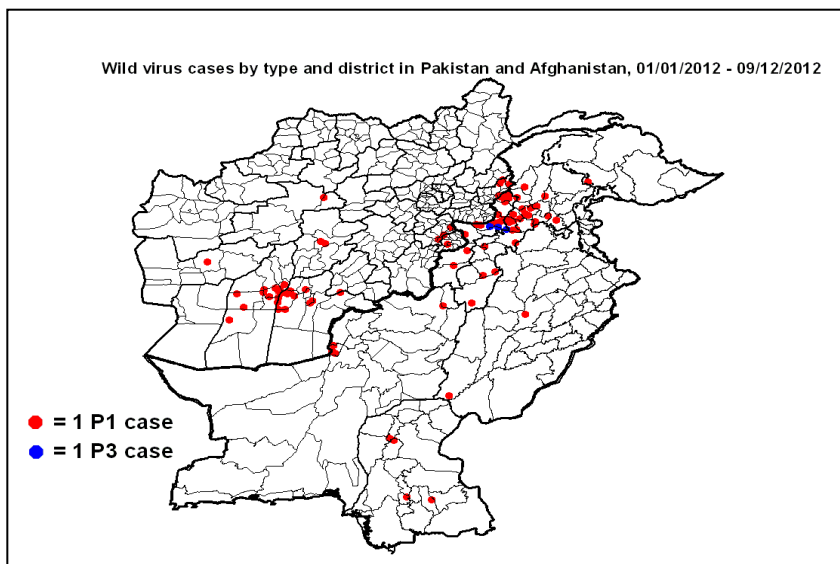 Wild virus cases by type and district in Pakistan and Afghanistan, 01/01/2012 - 09/12/2012
= 1 P1 case
= 1 P3 case